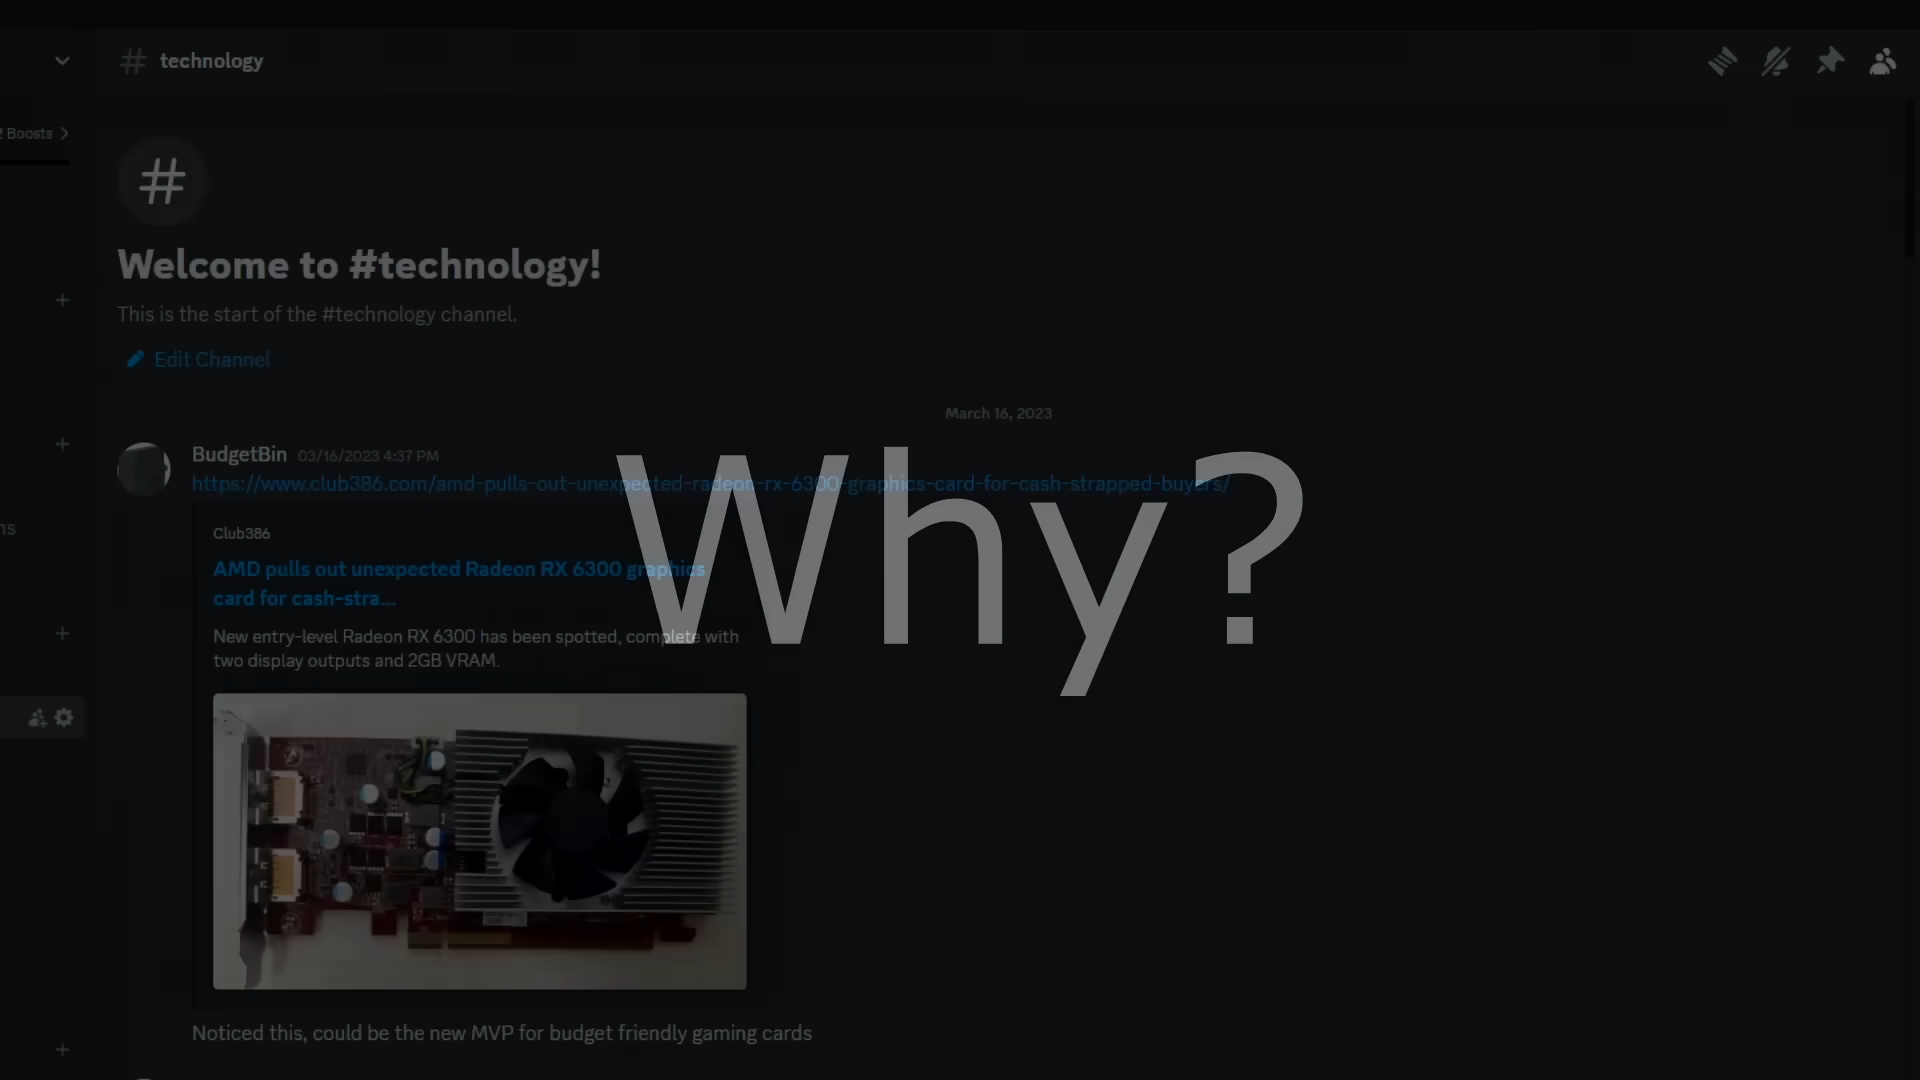 technology
2 Boosts
Welcome to #technology!
This is the start of the #technology channel.
Edit Channel
March 16, 2023
BudgetBin 03/16/2023 4:37 PM
https://www.club386.com/amd-pulls-out-unexpected-radeon-rx-6300-graphics-card-for-cash-strapped-buyers/
Why?
ns
Club386
AMD pulls out unexpected Radeon RX 6300 graphics
card for cash-stra...
New entry-level Radeon RX 6300 has been spotted, complete with
two display outputs and 2GB VRAM.
Noticed this, could be the new MVP for budget friendly gaming cards